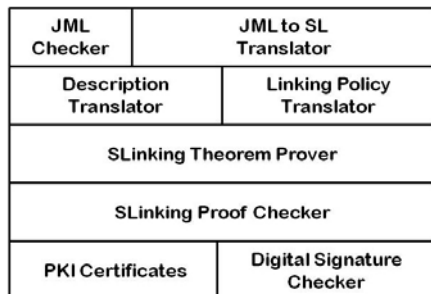 JML
Checker
JML to SL
Translator
Description
Translator
Linking Policy
Translator
SLinking Theorem Prover
SLinking Proof Checker
PKI Certificates
Digital Signature
Checker